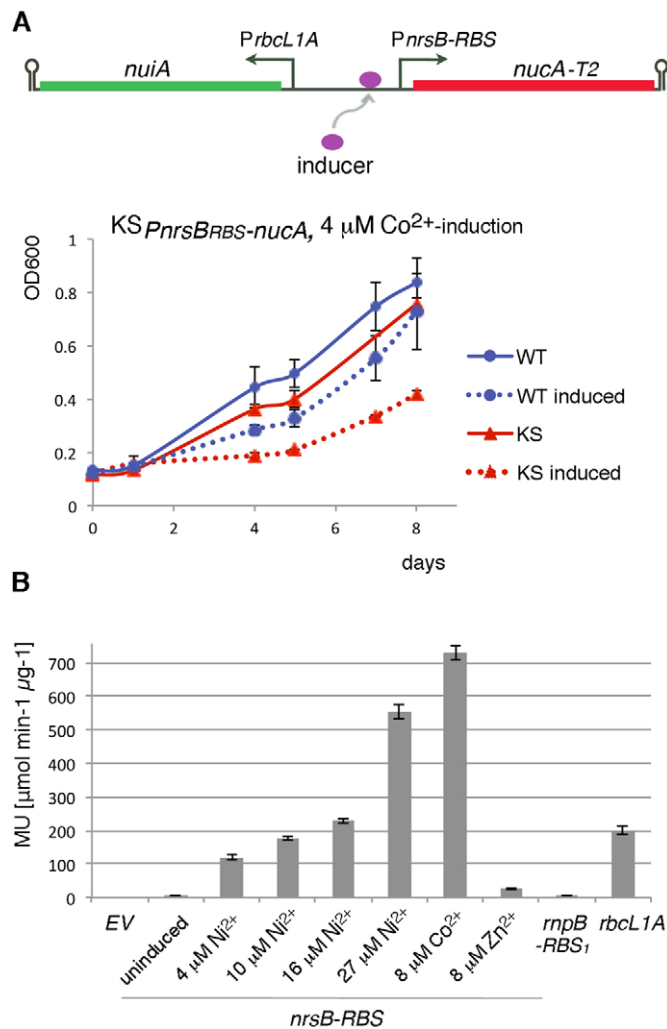 A
PrbcL1A
PnrsB-RBS
nuiA
nucA-T2
inducer
KS PnrsBRBS-nucA, 4 µM Co2+-induction
OD600
1
0.8
0.6
0.4
0.2
0
0 2 4 6 8
days
WT
WT induced
KS
KS induced
B
MU [µmol min-1 µg-1]
700
600
500
400
300
200
100
0
EV
uninduced
4 µM Ni2+
10 µM Ni2+
16 µM Ni2+
27 µM Ni2+
8 µM Co2+
8 µM Zn2+
rnpB
-RBS1
rbcL1A
nrsB-RBS